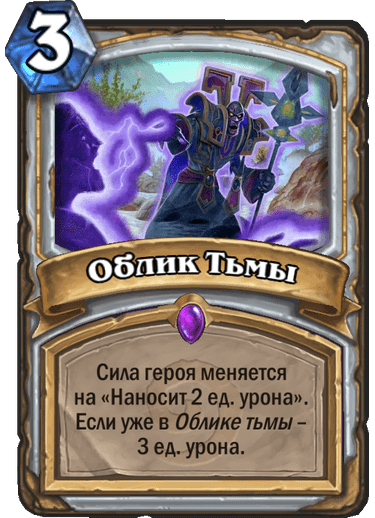 3
Облик Тьмы
Сила героя меняется
на «Наносит 2 ед. урона».
Если уже в Облике тьмы –
3 ед. урона.